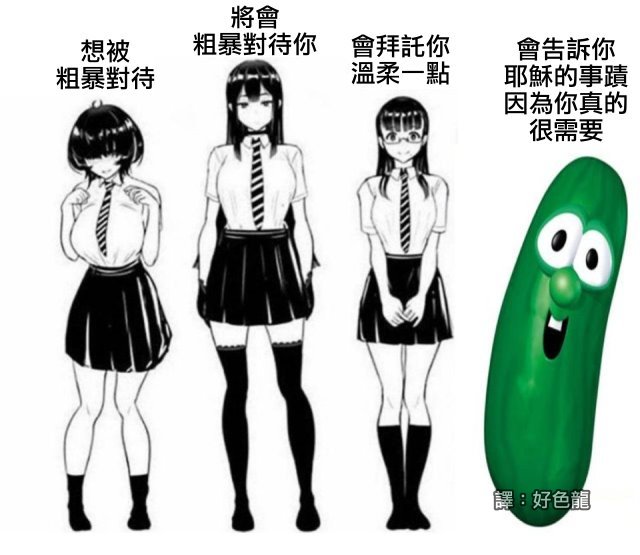 想被
粗暴對待
將會
粗暴對待你
會拜託你
溫柔一點
會告訴你
耶穌的事蹟
因為你真的
很需要
譯：好色龍